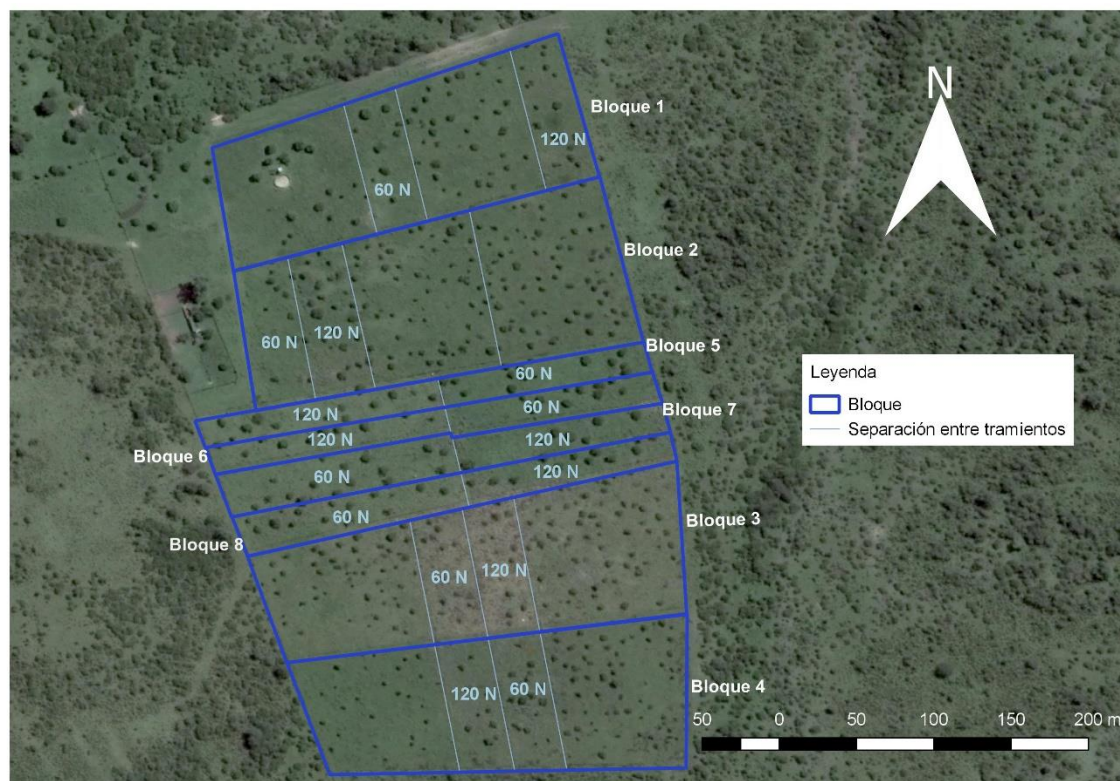 N
Bloque 1
120 N
60 N
Bloque 2
60 N
120 N
Bloque 5
60 N
120 N
60 N
Bloque 7
120 N
120 N
Bloque 6
60 N
120 N
60 N
Bloque 8
Bloque 3
60 N
120 N
120 N
60 N
Bloque 4
Leyenda
Bloque
Separación entre tramientos
50 0 50 100 150 200 m